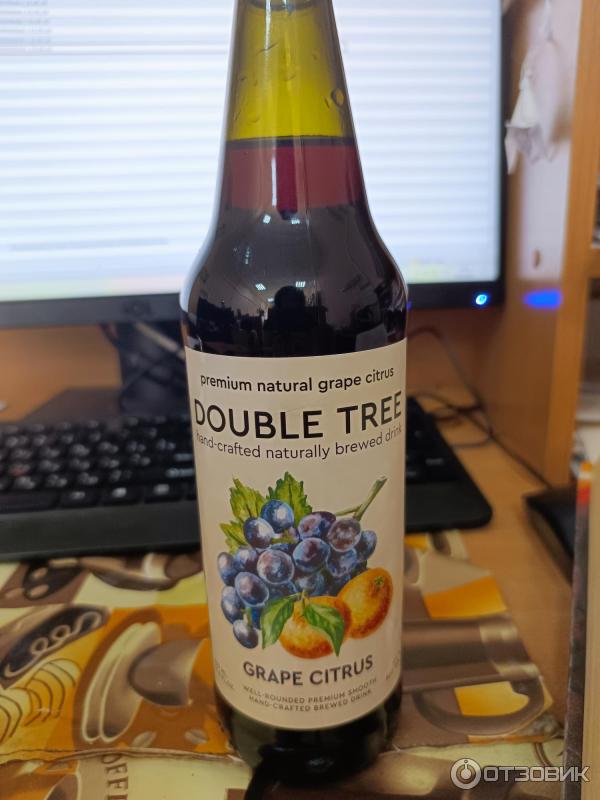 premium natural grape citrus
DOUBLE TREE
hand-crafted naturally brewed drink
GRAPE CITRUS
WELL-ROUNDED PREMIUM SMOOTH
HAND-CRAFTED BREWED DRINK
ОТЗОВИК